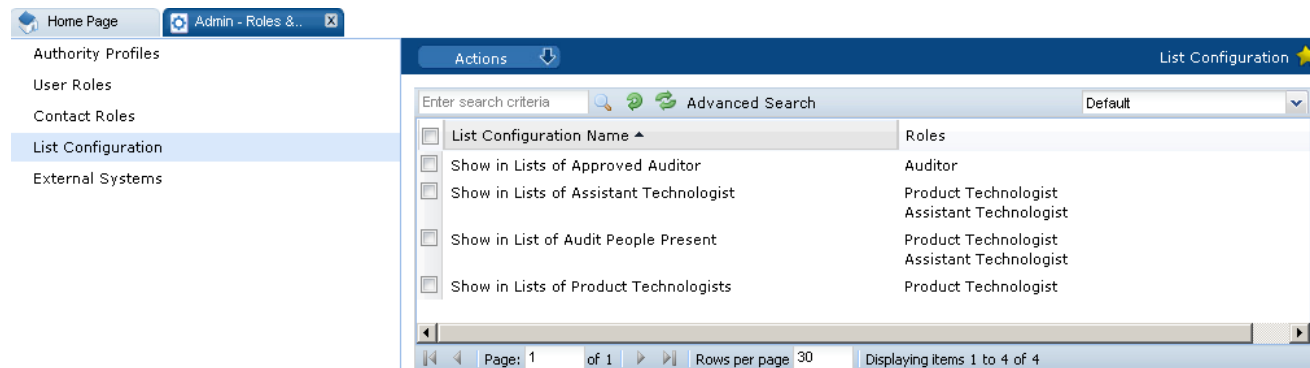 Home Page
Admin - Roles &..
Authority Profiles
User Roles
Contact Roles
List Configuration
External Systems
Actions
List Configuration
Enter search criteria
Advanced Search
Default
List Configuration Name
Roles
Show in Lists of Approved Auditor
Auditor
Show in Lists of Assistant Technologist
Product Technologist
Assistant Technologist
Show in List of Audit People Present
Product Technologist
Assistant Technologist
Show in Lists of Product Technologists
Product Technologist
Page: 1 of 1 Rows per page 30 Displaying items 1 to 4 of 4